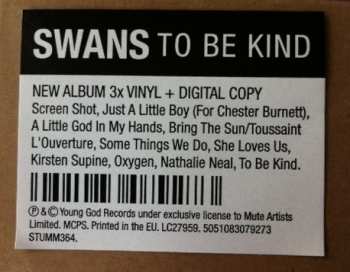 SWANS TO BE KIND
NEW ALBUM 3x VINYL + DIGITAL COPY
Screen Shot, Just A Little Boy (For Chester Burnett),
A Little God In My Hands, Bring The Sun/Toussaint
L'Ouverture, Some Things We Do, She Loves Us,
Kirsten Supine, Oxygen, Nathalie Neal, To Be Kind.
℗ & © Young God Records under exclusive license to Mute Artists
Limited. MCPS. Printed in the EU. LC27959. 5051083079273
STUMM364.